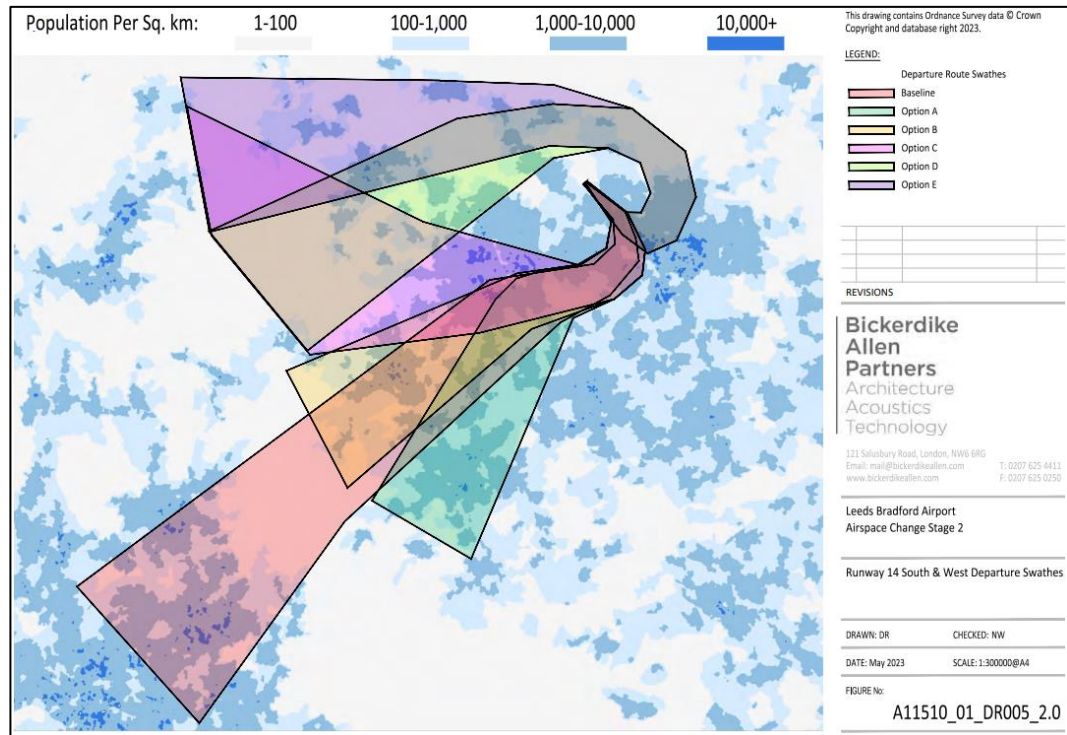 Population Per Sq. km:
1-100
100-1,000
1,000-10,000
10,000+
This drawing contains Ordnance Survey data © Crown
Copyright and database right 2023.
LEGEND:
Departure Route Swathes
Baseline
Option A
Option B
Option C
Option D
Option E
REVISIONS
Bickerdike
Allen
Partners
Architecture
Acoustics
Technology
121 Salusbury Road, London, NW6 6RG
Email: mail@bickerdikeallen.com T: 0207 625 4411
www.bickerdikeallen.com F: 0207 625 0250
Leeds Bradford Airport
Airspace Change Stage 2
Runway 14 South & West Departure Swathes
DRAWN: DR CHECKED: NW
DATE: May 2023 SCALE: 1:300000@A4
FIGURE No:
A11510_01_DR005_2.0